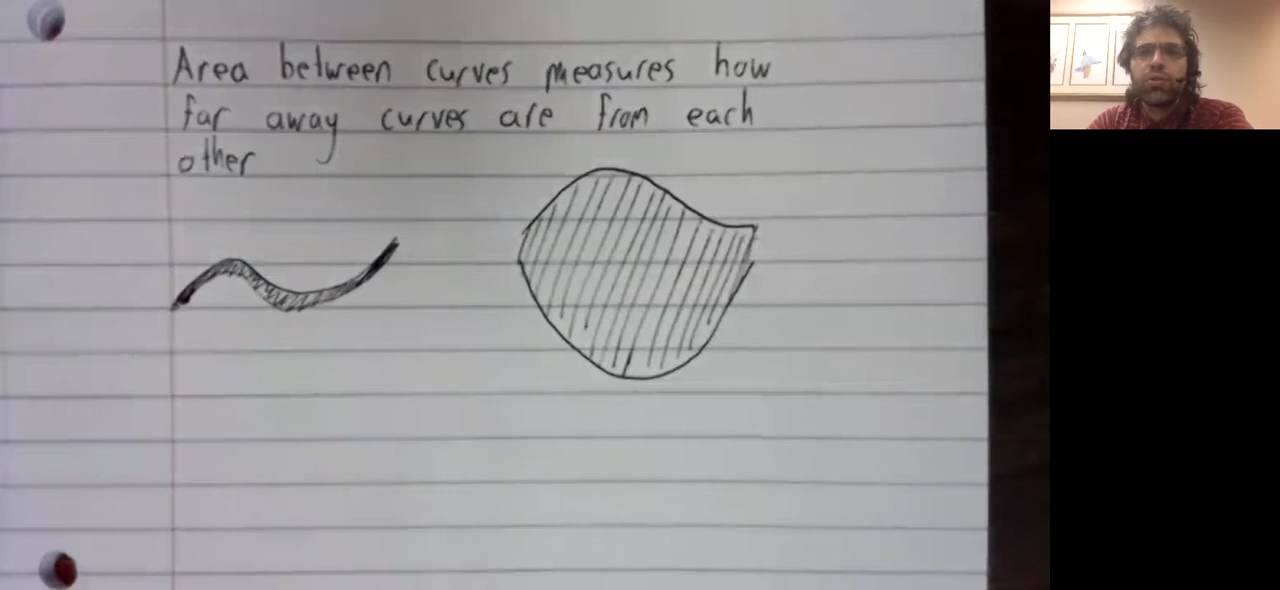 Area between curves measures how
far away curves are from each
other